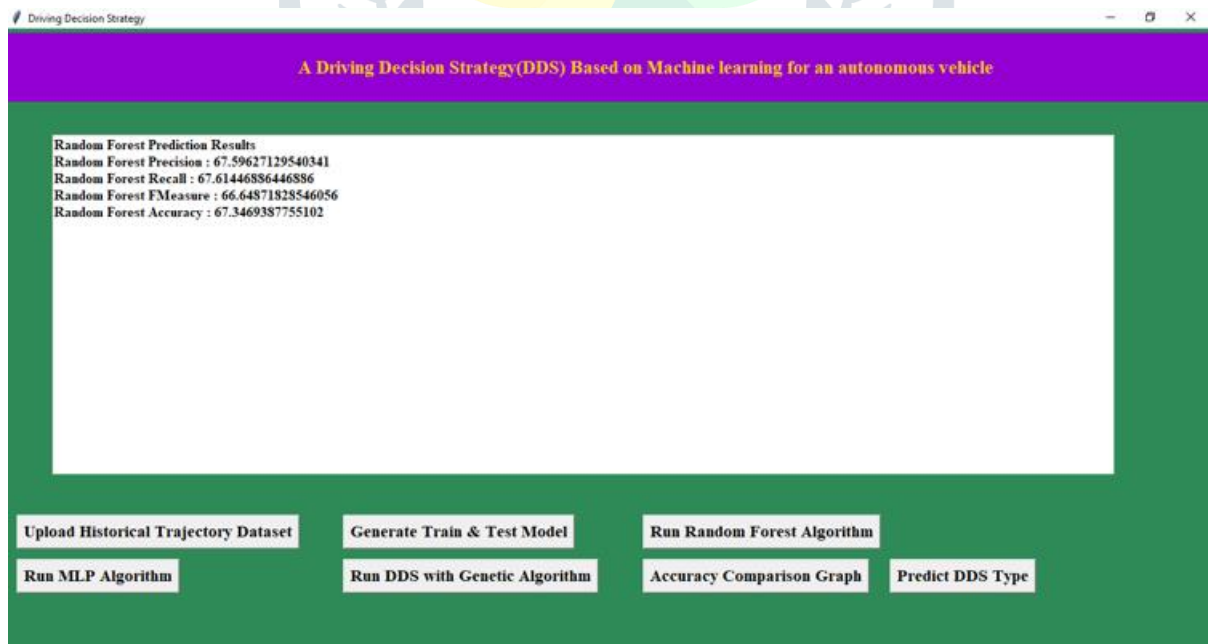 Driving Decision Strategy
A Driving Decision Strategy(DDS) Based on Machine learning for an autonomous vehicle
Random Forest Prediction Results
Random Forest Precision : 67.59627129540341
Random Forest Recall : 67.61446886446886
Random Forest FMeasure : 66.64871828546056
Random Forest Accuracy : 67.3469387755102
Upload Historical Trajectory Dataset
Generate Train & Test Model
Run Random Forest Algorithm
Run MLP Algorithm
Run DDS with Genetic Algorithm
Accuracy Comparison Graph
Predict DDS Type